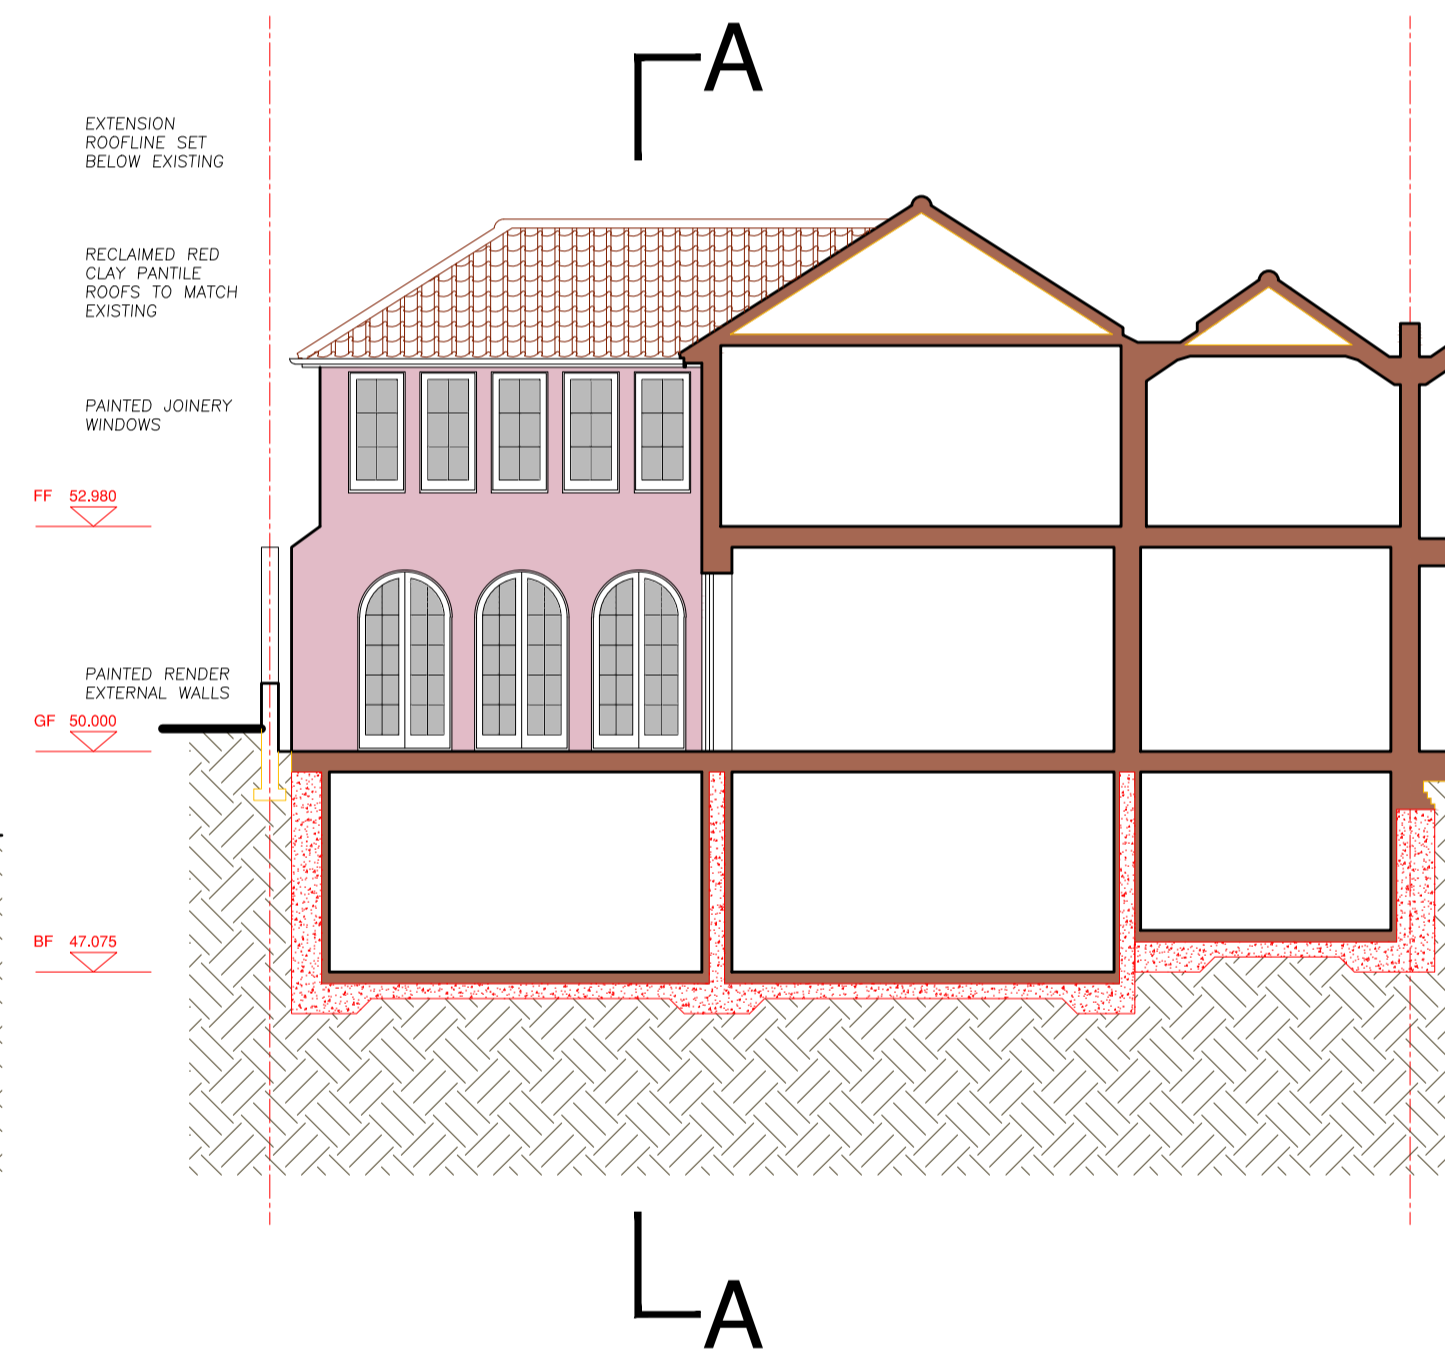 A
EXTENSION
ROOFLINE SET
BELOW EXISTING
RECLAIMED RED
CLAY PANTILE
ROOFS TO MATCH
EXISTING
PAINTED JOINERY
WINDOWS
FF 52.980
PAINTED RENDER
EXTERNAL WALLS
GF 50.000
BF 47.075
A